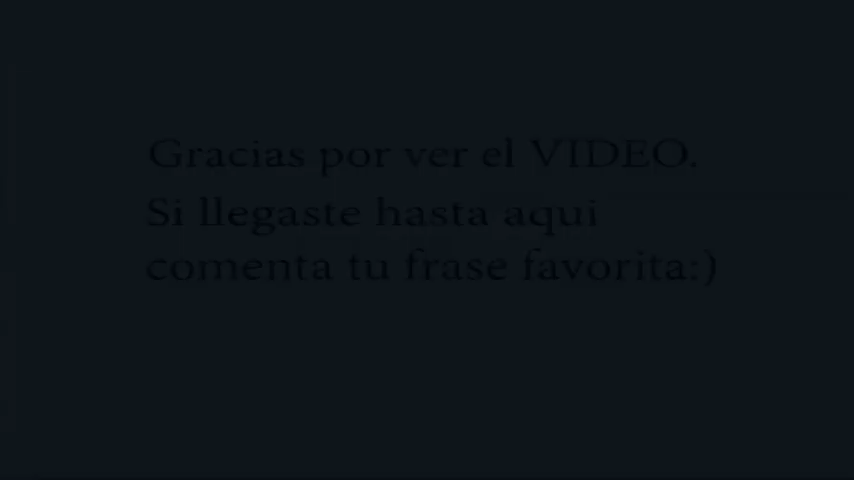 Gracias por ver el VIDEO.
Si llegaste hasta aqui
comenta tu frase favorita:)